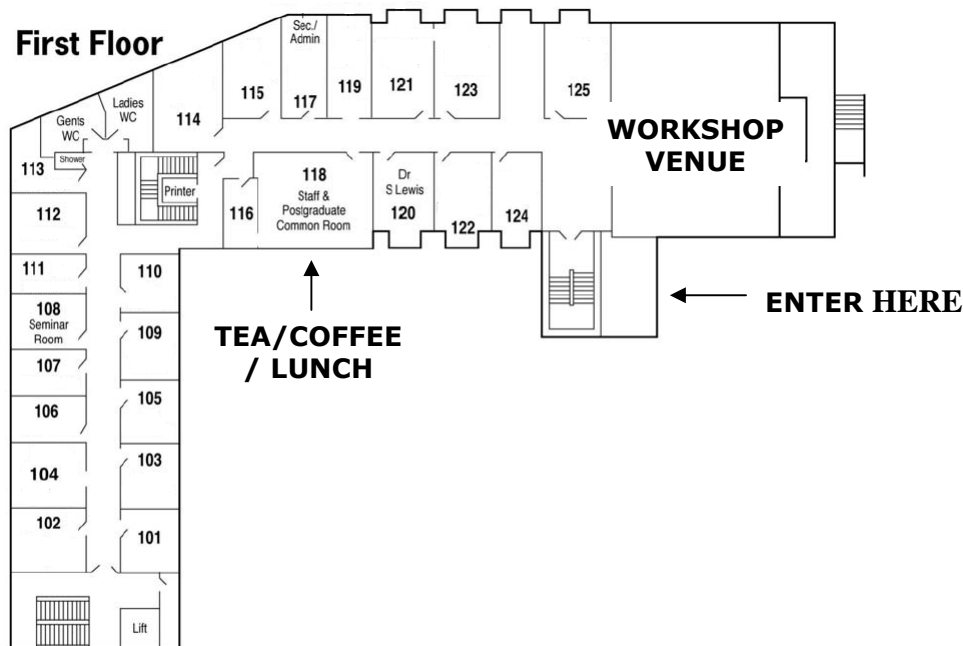 First Floor
Sec./
Admin
117
119
121
123
125
115
114
Ladies
WC
Gents
WC
Shower
113
WORKSHOP
VENUE
Printer
112
116
118
Staff &
Postgraduate
Common Room
Dr
S Lewis
120
122
124
111
110
108
Seminar
Room
109
107
106
105
104
103
102
101
Lift
TEA/COFFEE
/ LUNCH
ENTER HERE